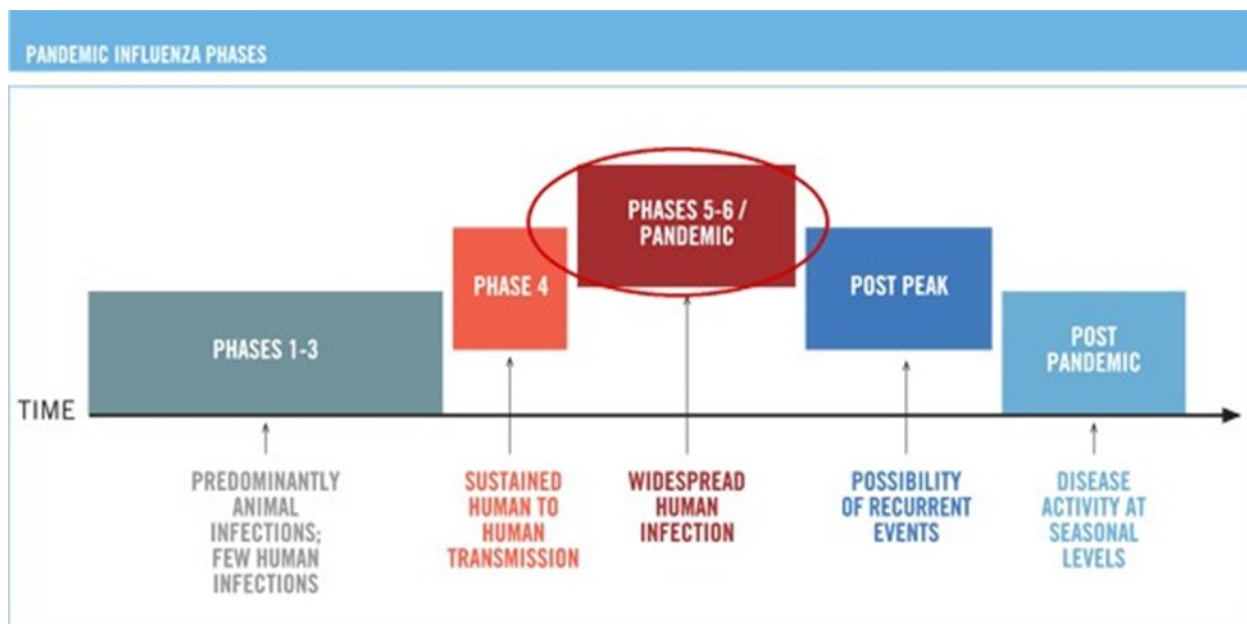 PANDEMIC INFLUENZA PHASES
PHASES 5-6 /
PANDEMIC
PHASE 4
POST PEAK
PHASES 1-3
POST
PANDEMIC
TIME
PREDOMINANTLY
ANIMAL
INFECTIONS;
FEW HUMAN
INFECTIONS
SUSTAINED
HUMAN TO
HUMAN
TRANSMISSION
WIDESPREAD
HUMAN
INFECTION
POSSIBILITY
OF RECURRENT
EVENTS
DISEASE
ACTIVITY AT
SEASONAL
LEVELS